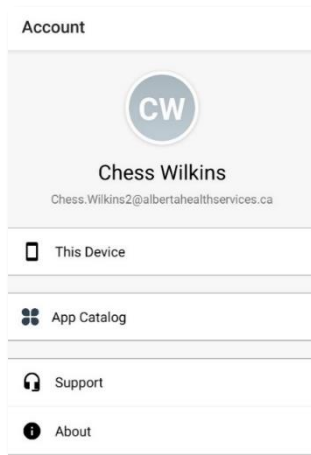 Account
CW
Chess Wilkins
Chess.Wilkins2@albertahealthservices.ca
This Device
App Catalog
Support
About